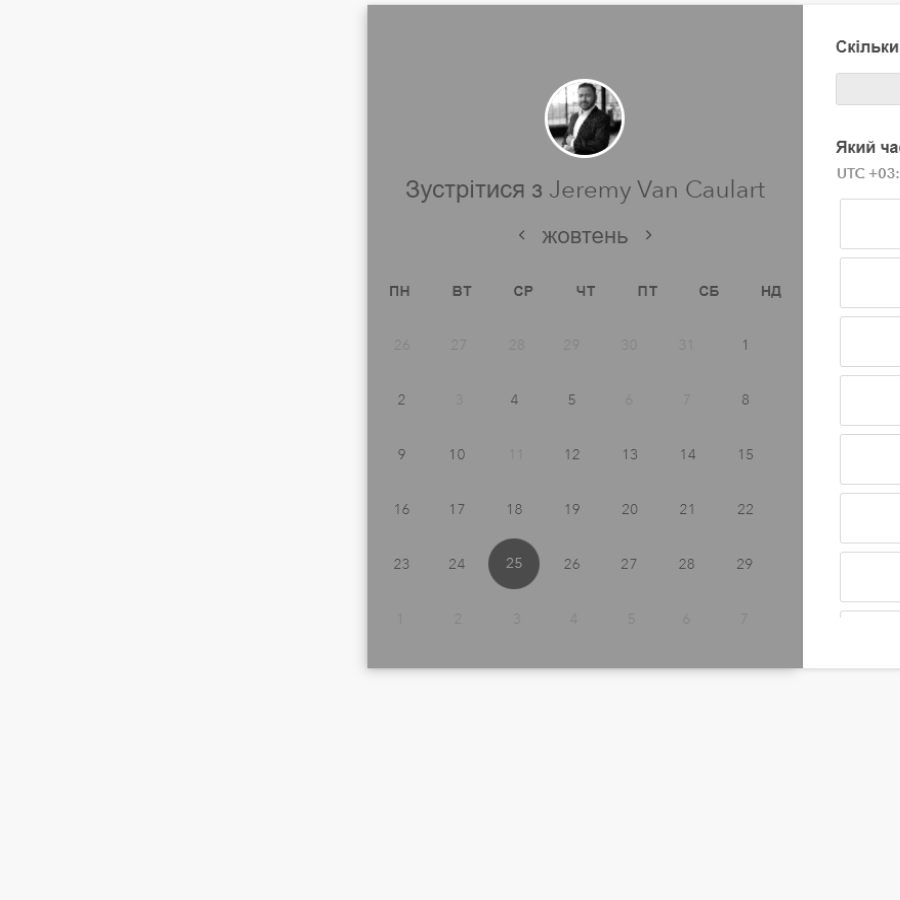 Зустрітися з Jeremy Van Caulart
жовтень
ПН ВТ СР ЧТ ПТ СБ НД
26 27 28 29 30 31 1
2 3 4 5 6 7 8
9 10 11 12 13 14 15
16 17 18 19 20 21 22
23 24 25 26 27 28 29
1 2 3 4 5 6 7
Скільки
Який ча
UTC +03: